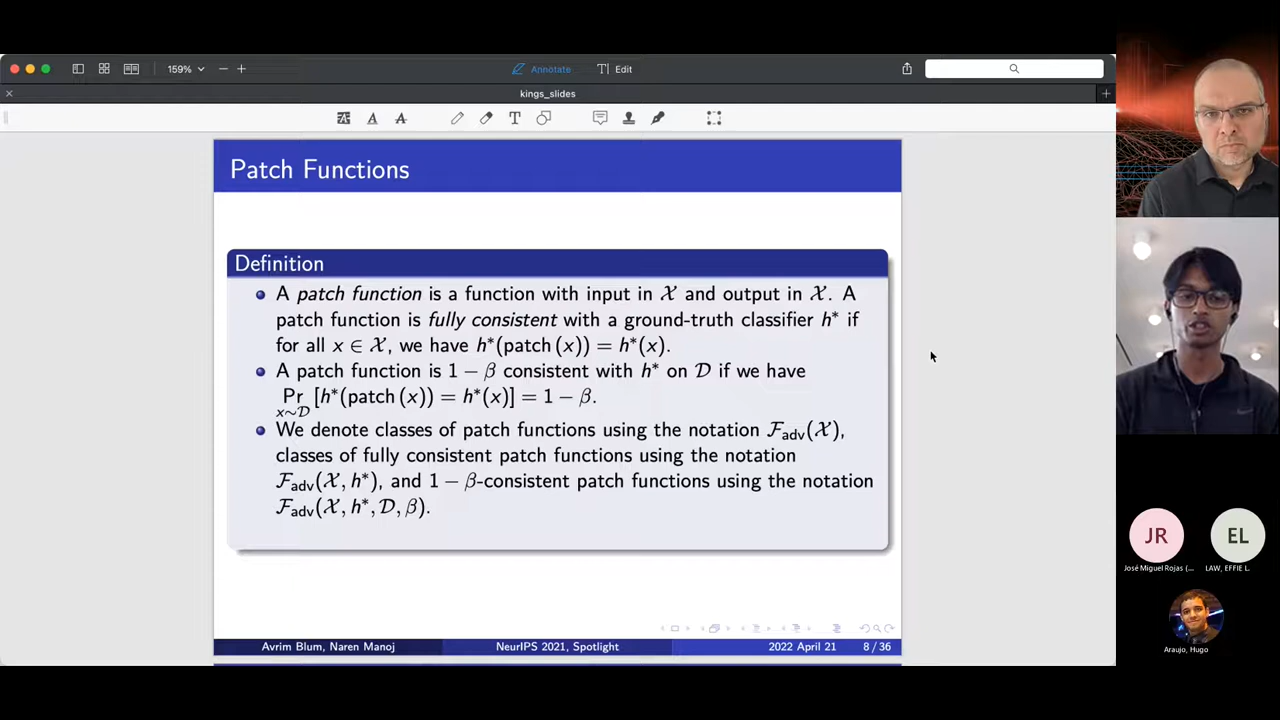 159%
Annotate
Edit
kings_slides
Patch Functions
Definition
A patch function is a function with input in 𝒳 and output in 𝒳. A
patch function is fully consistent with a ground-truth classifier h* if
for all x ∈ 𝒳, we have h*(patch (x)) = h*(x).
A patch function is 1 − β consistent with h* on 𝒟 if we have
Pr [h*(patch (x)) = h*(x)] = 1 − β.
x∼𝒟
We denote classes of patch functions using the notation ℱadv(𝒳),
classes of fully consistent patch functions using the notation
ℱadv(𝒳, h*), and 1 − β-consistent patch functions using the notation
ℱadv(𝒳, h*, 𝒟, β).
Avrim Blum, Naren Manoj
NeurIPS 2021, Spotlight
2022 April 21
8 / 36
JR
EL
José Miguel Rojas (...
LAW, EFFIE L.
Araujo, Hugo